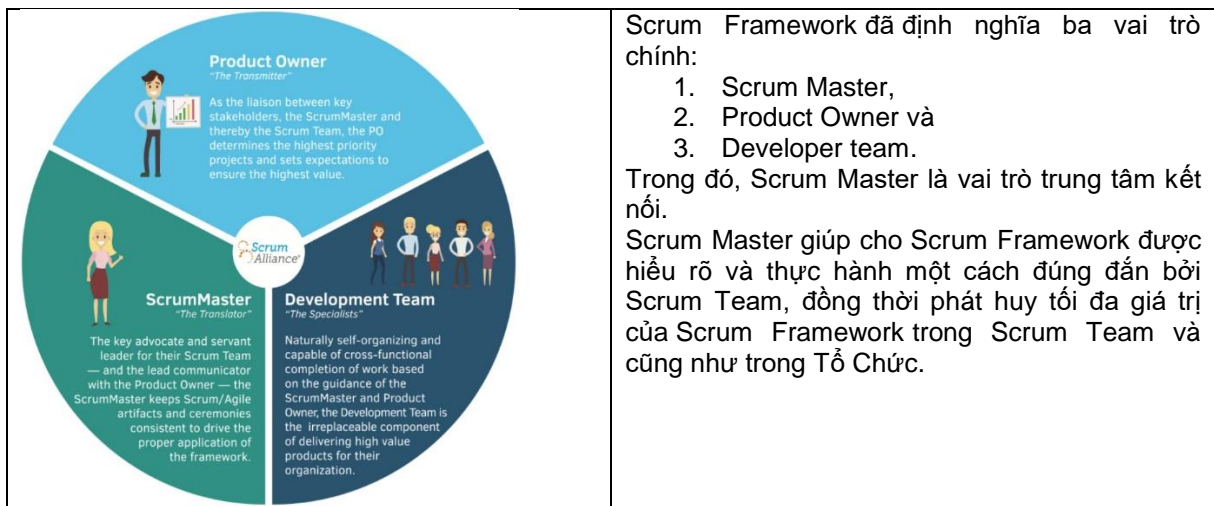 Product Owner
"The Transmitter"
As the liaison between key
stakeholders, the ScrumMaster and
thereby the Scrum Team, the PO
determines the highest priority
projects and sets expectations to
ensure the highest value.
Scrum
Alliance®
ScrumMaster
"The Translator"
The key advocate and servant
leader for their Scrum Team
— and the lead communicator
with the Product Owner — the
ScrumMaster keeps Scrum/Agile
artifacts and ceremonies
consistent to drive the
proper application of
the framework.
Development Team
"The Specialists"
Naturally self-organizing and
capable of cross-functional
completion of work based
on the guidance of the
ScrumMaster and Product
Owner, the Development Team is
the irreplaceable component
of delivering high value
products for their
organization.
Scrum Framework đã định nghĩa ba vai trò
chính:
1. Scrum Master,
2. Product Owner và
3. Developer team.
Trong đó, Scrum Master là vai trò trung tâm kết
nối.
Scrum Master giúp cho Scrum Framework được
hiểu rõ và thực hành một cách đúng đắn bởi
Scrum Team, đồng thời phát huy tối đa giá trị
của Scrum Framework trong Scrum Team và
cũng như trong Tổ Chức.